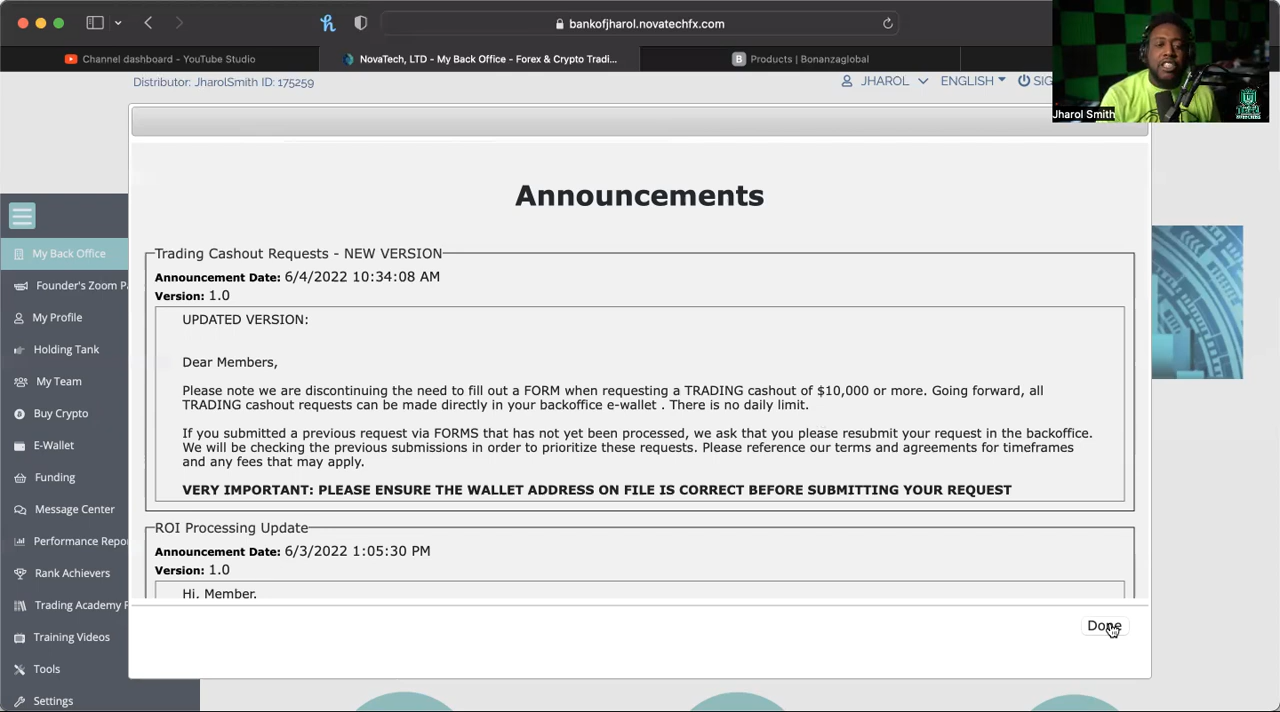 bankofjharol.novatechfx.com
Channel dashboard - YouTube Studio
NovaTech, LTD - My Back Office - Forex & Crypto Tradi...
Products | Bonanzaglobal
Distributor: JharolSmith ID: 175259
JHAROL
ENGLISH
SIG
Jharol Smith
Announcements
My Back Office
Founder's Zoom P
My Profile
Holding Tank
My Team
Buy Crypto
E-Wallet
Funding
Message Center
Performance Repo
Rank Achievers
Trading Academy
Training Videos
Tools
Settings
Trading Cashout Requests - NEW VERSION
Announcement Date: 6/4/2022 10:34:08 AM
Version: 1.0
UPDATED VERSION:
Dear Members,
Please note we are discontinuing the need to fill out a FORM when requesting a TRADING cashout of $10,000 or more. Going forward, all
TRADING cashout requests can be made directly in your backoffice e-wallet . There is no daily limit.
If you submitted a previous request via FORMS that has not yet been processed, we ask that you please resubmit your request in the backoffice.
We will be checking the previous submissions in order to prioritize these requests. Please reference our terms and agreements for timeframes
and any fees that may apply.
VERY IMPORTANT: PLEASE ENSURE THE WALLET ADDRESS ON FILE IS CORRECT BEFORE SUBMITTING YOUR REQUEST
ROI Processing Update
Announcement Date: 6/3/2022 1:05:30 PM
Version: 1.0
Hi, Member,
Done